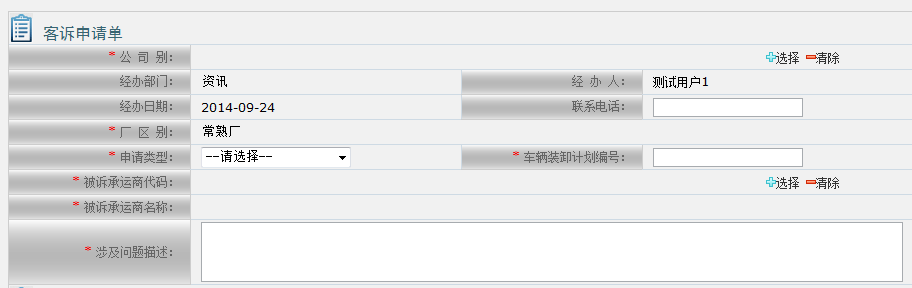 客诉申请单
* 公 司 别： 选择 清除
经办部门： 资讯 经 办 人： 测试用户1
经办日期： 2014-09-24 联系电话：
* 厂 区 别： 常熟厂
* 申请类型： --请选择-- * 车辆装卸计划编号：
* 被诉承运商代码： 选择 清除
* 被诉承运商名称：
* 涉及问题描述：